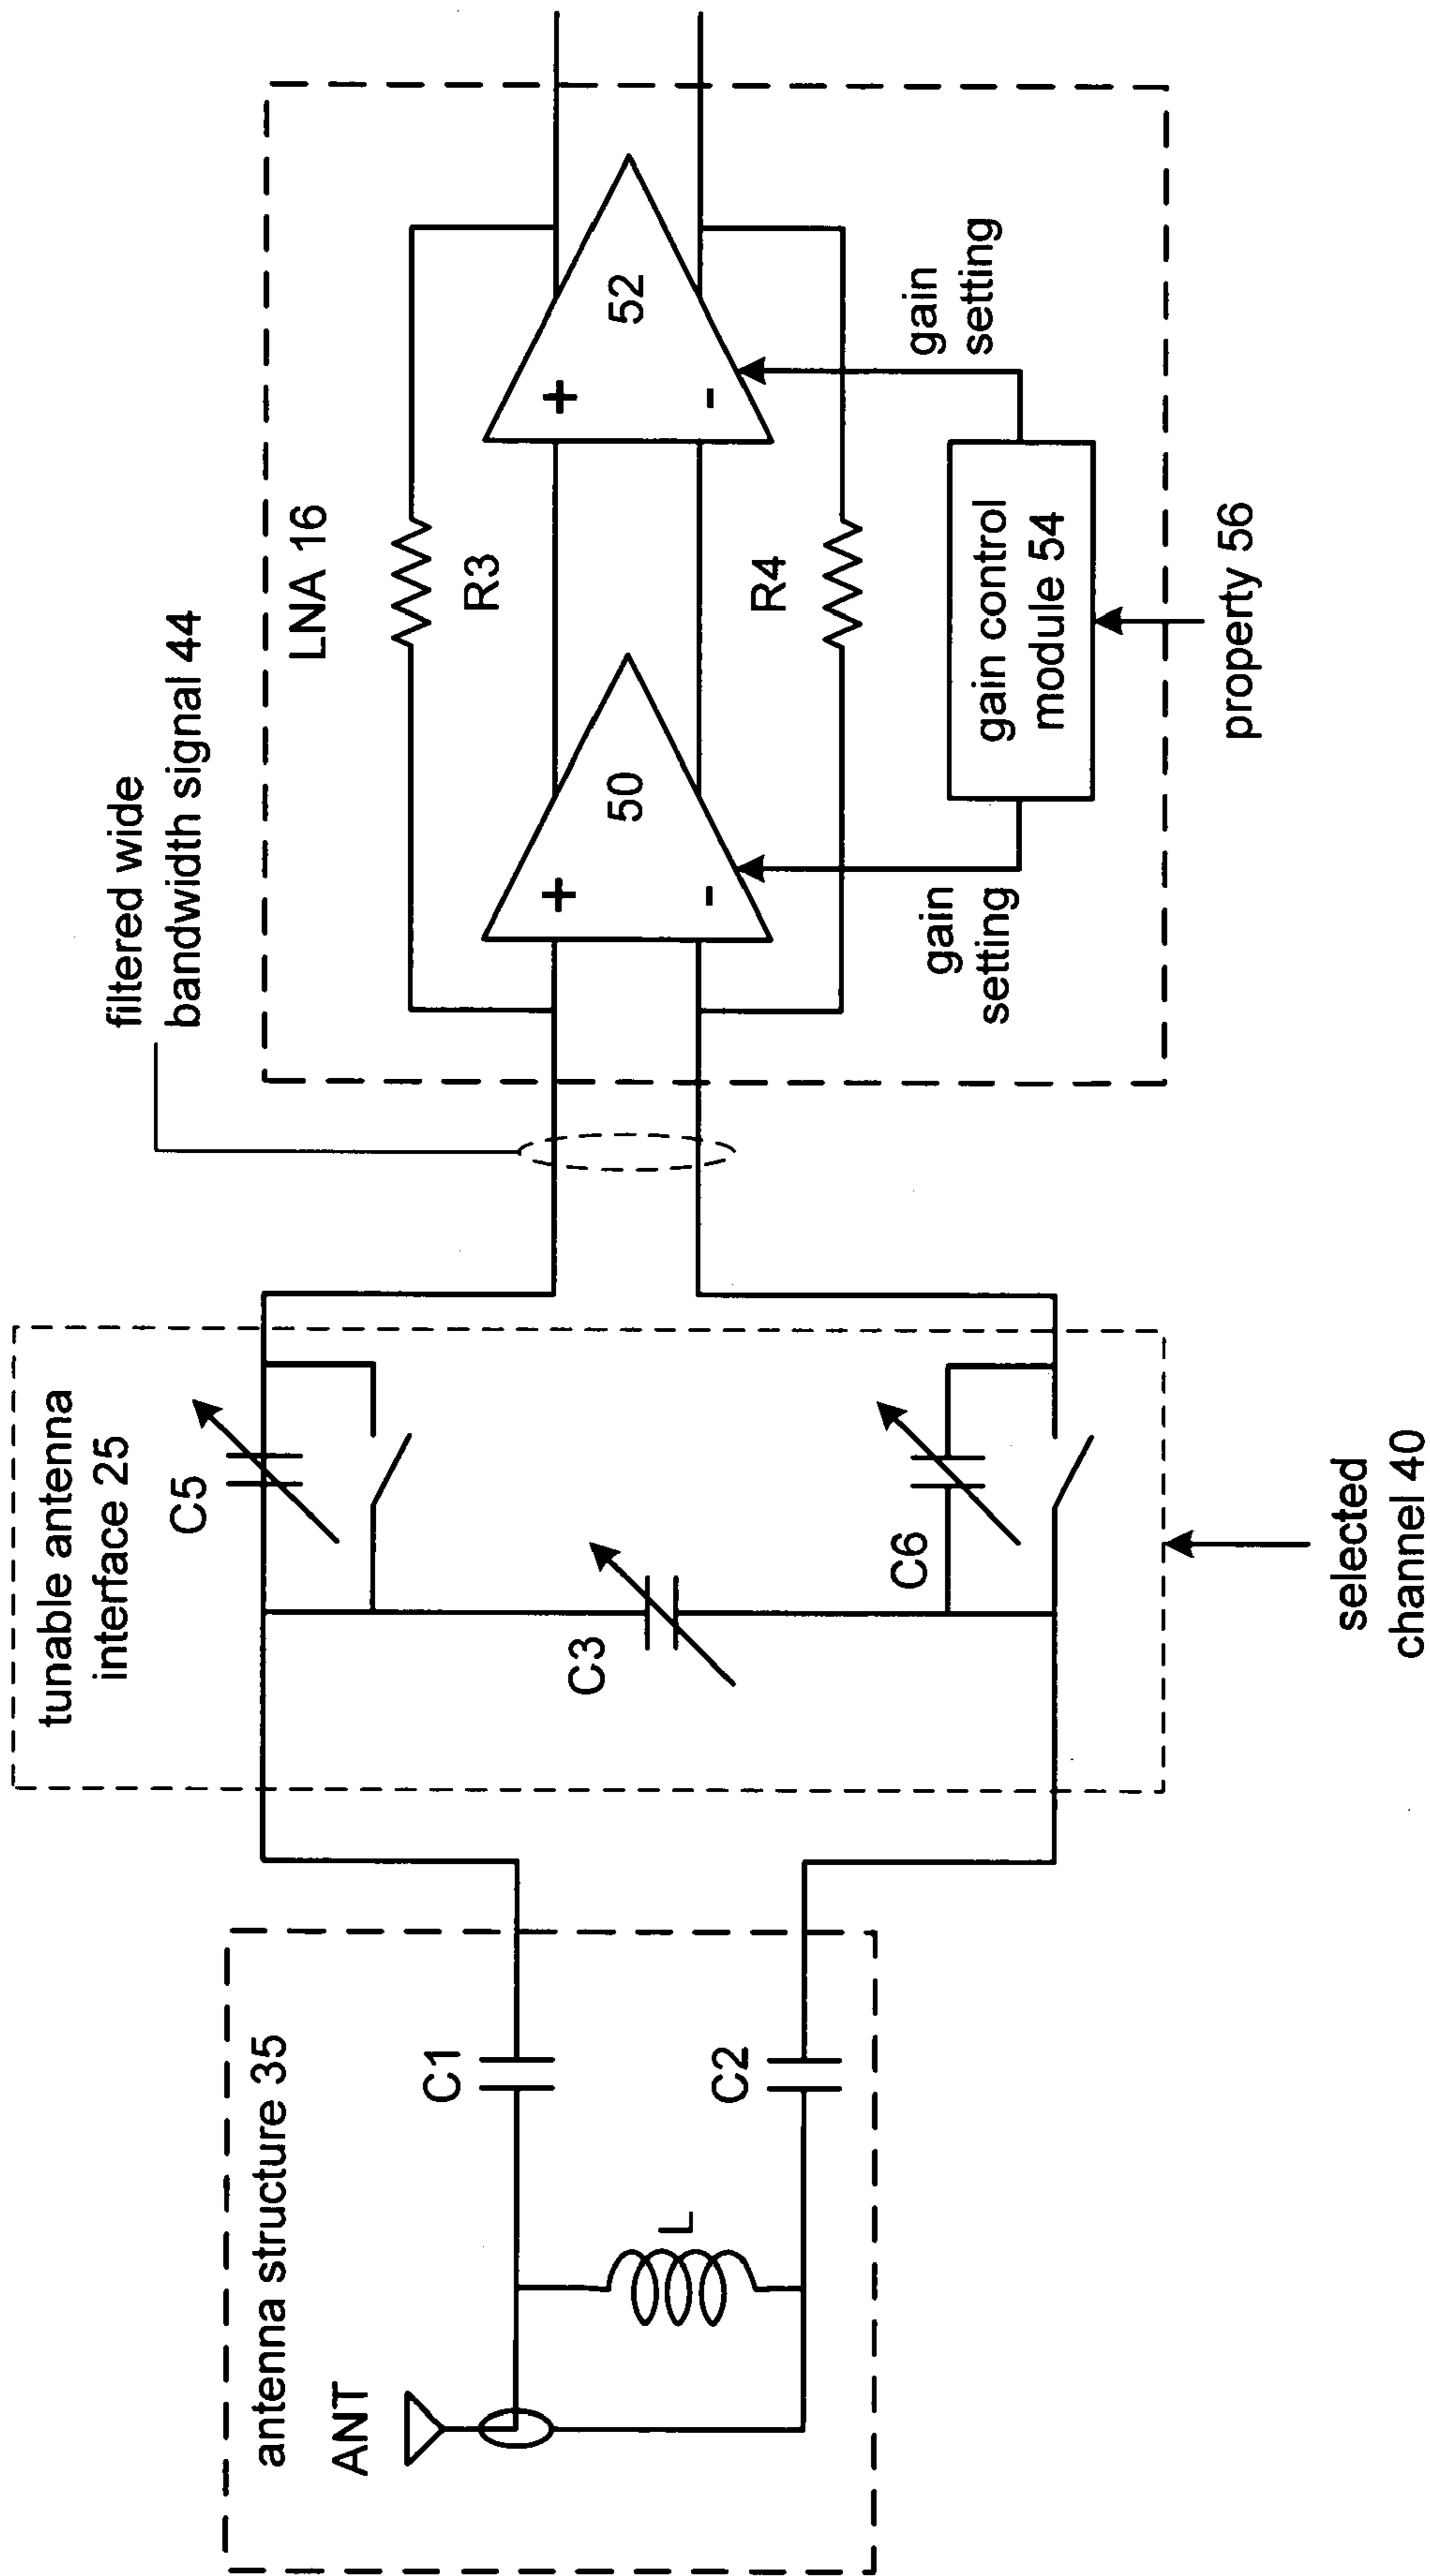 antenna structure 35
ANT
L
C1
C2
tunable antenna
interface 25
C5
C3
C6
selected
channel 40
filtered wide
bandwidth signal 44
LNA 16
R3
+
-
50
+
-
52
R4
gain
setting
gain
setting
gain control
module 54
property 56